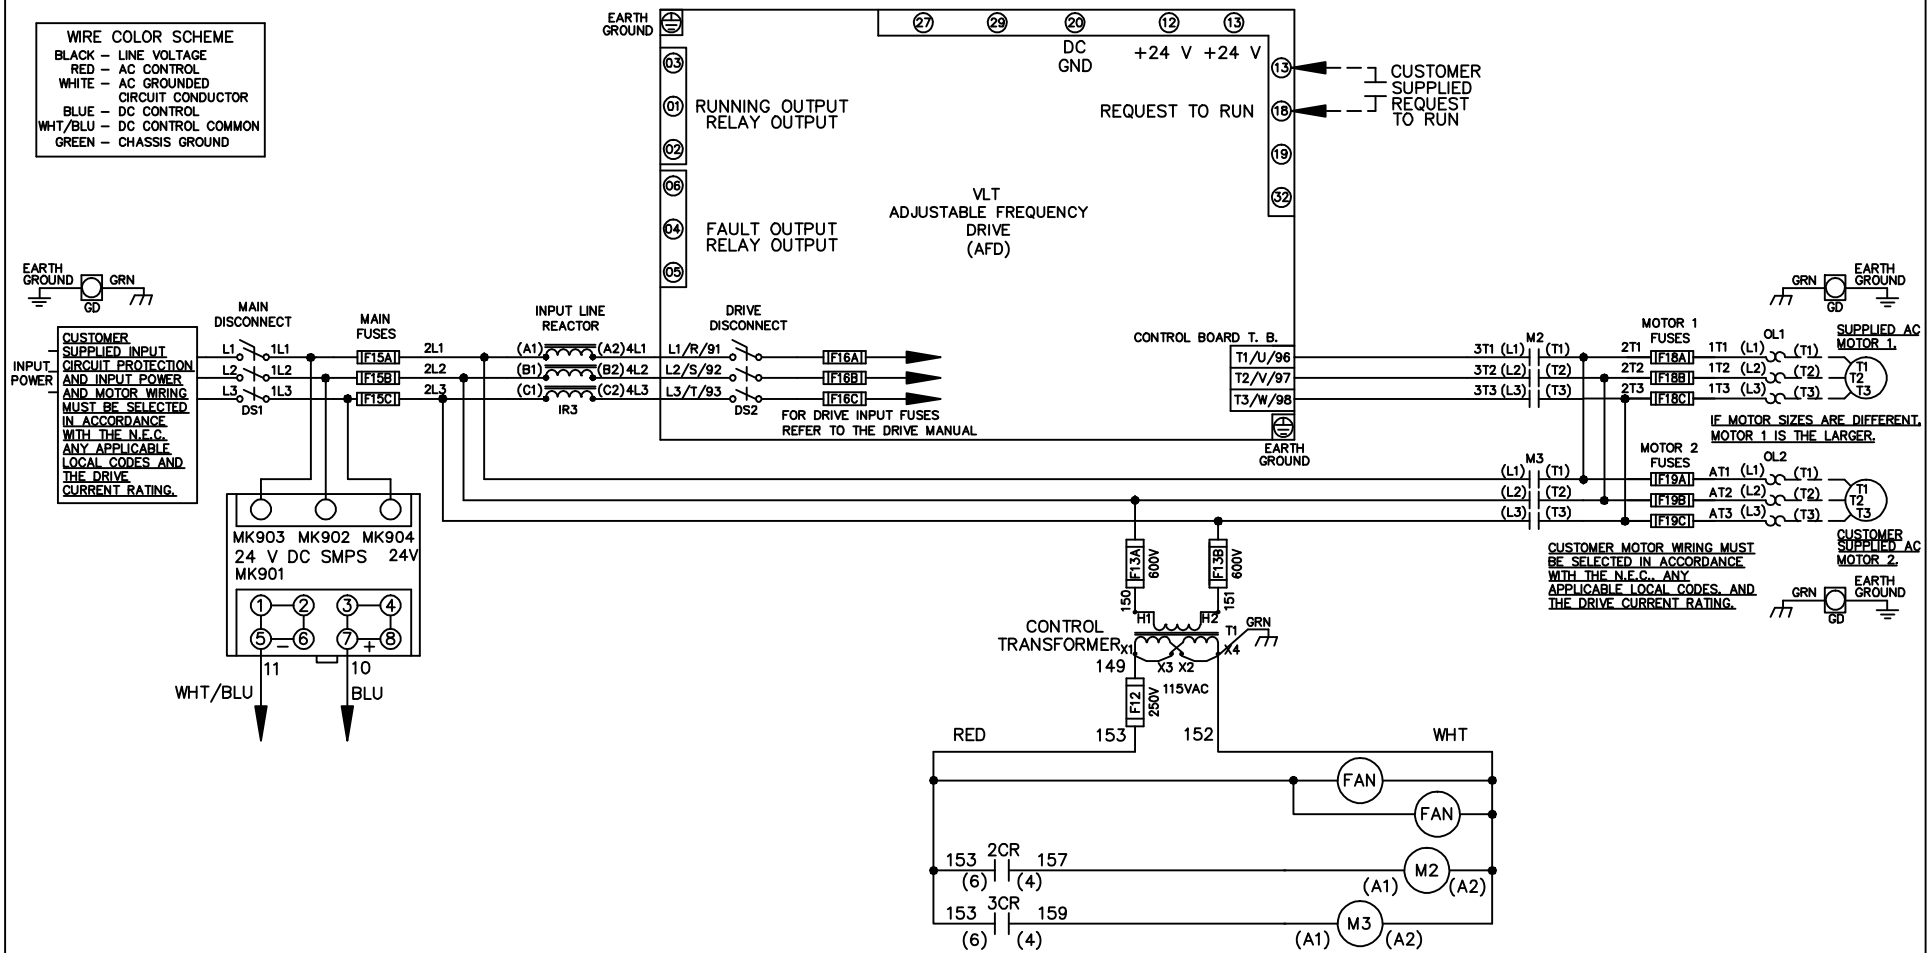 WIRE COLOR SCHEME
BLACK – LINE VOLTAGE
RED – AC CONTROL
WHITE – AC GROUNDED
CIRCUIT CONDUCTOR
BLUE – DC CONTROL
WHT/BLU – DC CONTROL COMMON
GREEN – CHASSIS GROUND
EARTH
GROUND
27 29 20 12 13
DC
GND
+24 V +24 V
03
01
02
RUNNING OUTPUT
RELAY OUTPUT
06
04
05
FAULT OUTPUT
RELAY OUTPUT
VLT
ADJUSTABLE FREQUENCY
DRIVE
(AFD)
REQUEST TO RUN
13
18
19
32
CUSTOMER
SUPPLIED
REQUEST
TO RUN
EARTH
GROUND
GRN
GD
INPUT
POWER
CUSTOMER
SUPPLIED INPUT
CIRCUIT PROTECTION
AND INPUT POWER
AND MOTOR WIRING
MUST BE SELECTED
IN ACCORDANCE
WITH THE N.E.C.
ANY APPLICABLE
LOCAL CODES AND
THE DRIVE
CURRENT RATING.
MAIN
DISCONNECT
L1 1L1
L2 1L2
L3 1L3
DS1
MAIN
FUSES
F15A
F15B
F15C
2L1
2L2
2L3
INPUT LINE
REACTOR
(A1) (A2)4L1
(B1) (B2)4L2
(C1) (C2)4L3
IR3
DRIVE
DISCONNECT
L1/R/91
L2/S/92
L3/T/93
DS2
F16A
F16B
F16C
FOR DRIVE INPUT FUSES
REFER TO THE DRIVE MANUAL
CONTROL BOARD T. B.
T1/U/96
T2/V/97
T3/W/98
EARTH
GROUND
M2
3T1 (L1) (T1)
3T2 (L2) (T2)
3T3 (L3) (T3)
MOTOR 1
FUSES
2T1 F18A 1T1 (L1)
2T2 F18B 1T2 (L2)
2T3 F18C 1T3 (L3)
OL1
(T1)
(T2)
(T3)
T1
T2
T3
GRN
GD
EARTH
GROUND
SUPPLIED AC
MOTOR 1.
IF MOTOR SIZES ARE DIFFERENT,
MOTOR 1 IS THE LARGER.
M3
(L1) (T1)
(L2) (T2)
(L3) (T3)
MOTOR 2
FUSES
F19A AT1 (L1)
F19B AT2 (L2)
F19C AT3 (L3)
OL2
(T1)
(T2)
(T3)
T1
T2
T3
CUSTOMER
SUPPLIED AC
MOTOR 2.
CUSTOMER MOTOR WIRING MUST
BE SELECTED IN ACCORDANCE
WITH THE N.E.C., ANY
APPLICABLE LOCAL CODES, AND
THE DRIVE CURRENT RATING.
GRN
GD
EARTH
GROUND
MK903 MK902 MK904
24 V DC SMPS 24V
MK901
1 2 3 4
5 – 6 7 + 8
11 10
WHT/BLU BLU
F13A 600V
F13B 600V
150
151
H1 H2
CONTROL
TRANSFORMER
T1 GRN
X1 X3 X2 X4
149
115VAC
F12 250V
RED 153 152 WHT
FAN
FAN
153 2CR 157
(6) (4)
(A1) M2 (A2)
153 3CR 159
(6) (4)
(A1) M3 (A2)